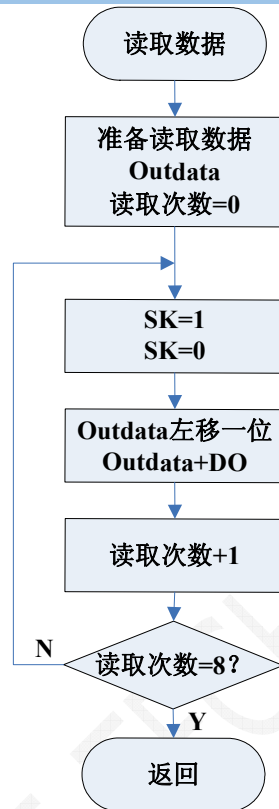 读取数据
准备读取数据
Outdata
读取次数=0
SK=1
SK=0
Outdata左移一位
Outdata+DO
读取次数+1
读取次数=8?
N
Y
返回